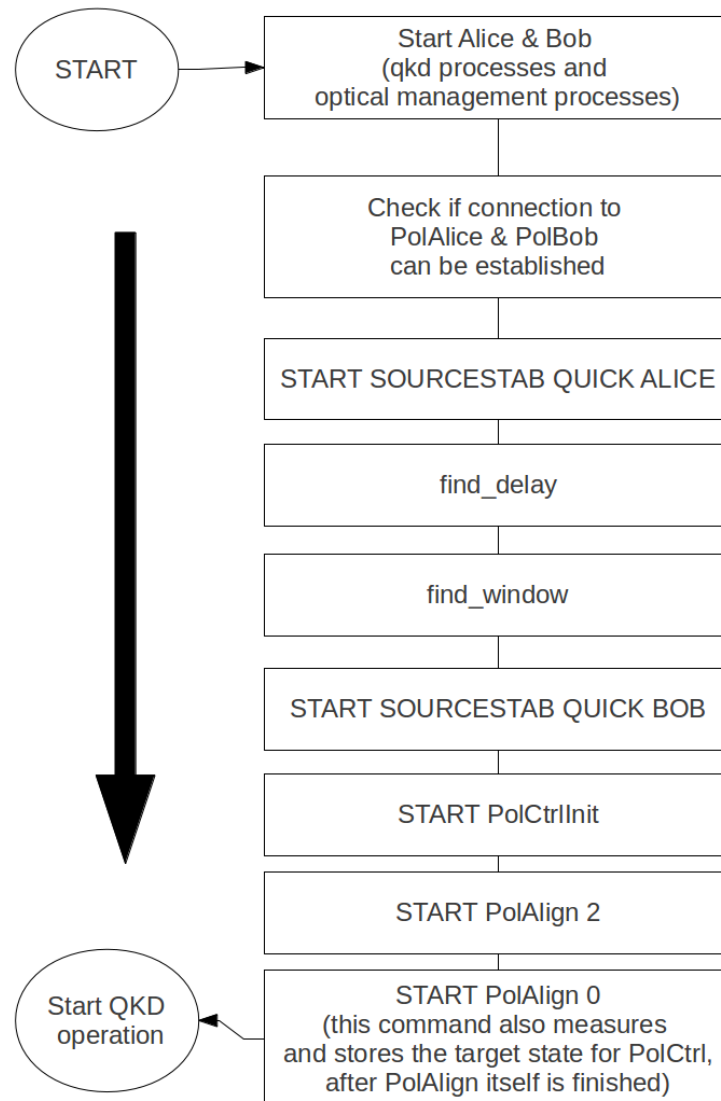 START
Start Alice & Bob
(qkd processes and
optical management processes)
Check if connection to
PolAlice & PolBob
can be established
START SOURCESTAB QUICK ALICE
find_delay
find_window
START SOURCESTAB QUICK BOB
START PolCtrlInit
START PolAlign 2
START PolAlign 0
(this command also measures
and stores the target state for PolCtrl,
after PolAlign itself is finished)
Start QKD
operation